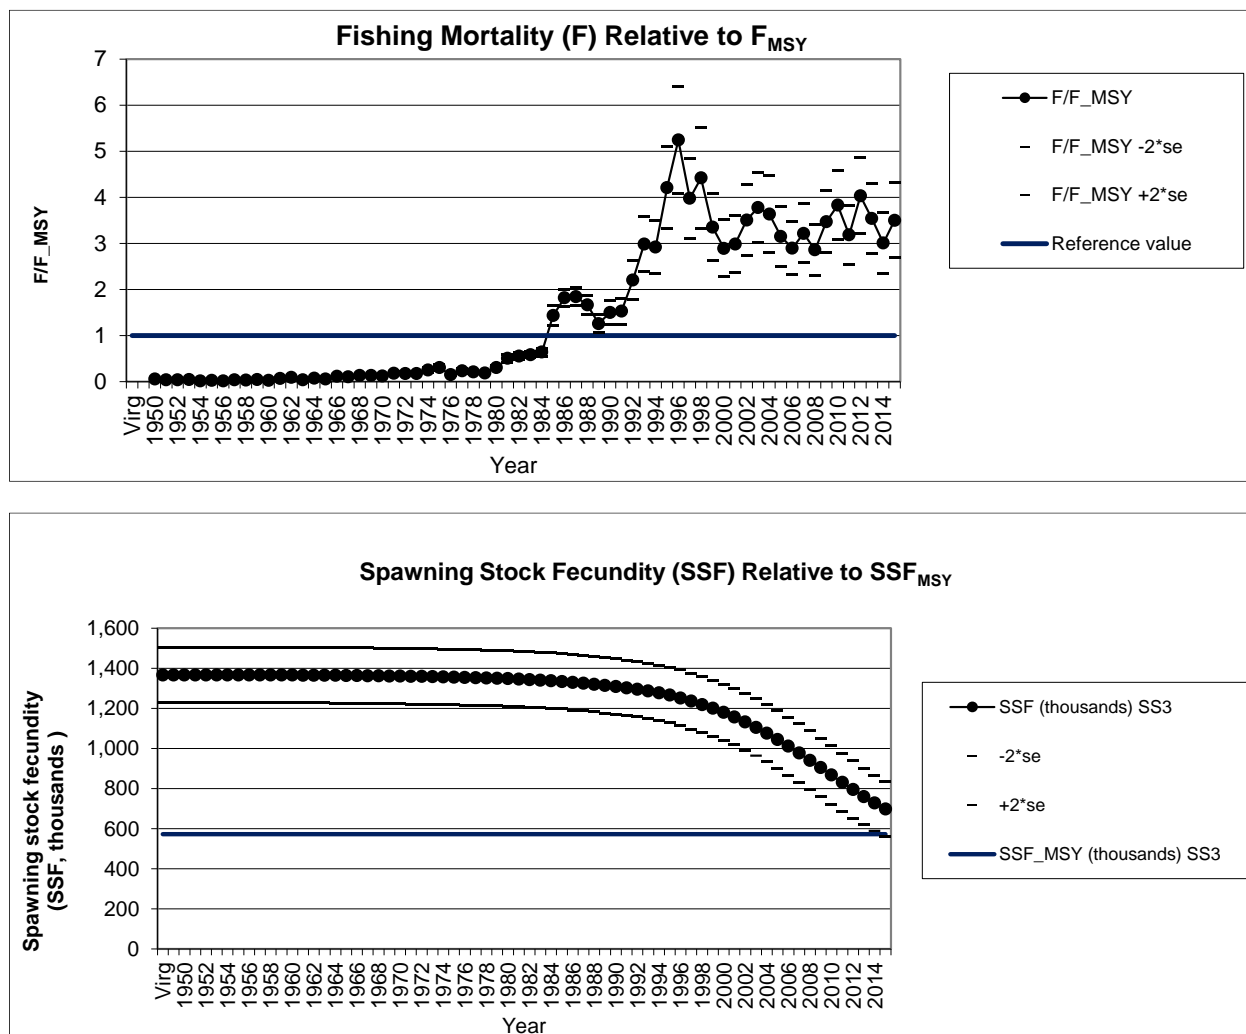 Fishing Mortality (F) Relative to FMSY
7
6
5
4
3
2
1
0
F/F_MSY
Virg 1950 1952 1954 1956 1958 1960 1962 1964 1966 1968 1970 1972 1974 1976 1978 1980 1982 1984 1986 1988 1990 1992 1994 1996 1998 2000 2002 2004 2006 2008 2010 2012 2014
Year
F/F_MSY
F/F_MSY -2*se
F/F_MSY +2*se
Reference value
Spawning Stock Fecundity (SSF) Relative to SSFMSY
1,600
1,400
1,200
1,000
800
600
400
200
0
Spawning stock fecundity
(SSF, thousands )
Virg 1950 1952 1954 1956 1958 1960 1962 1964 1966 1968 1970 1972 1974 1976 1978 1980 1982 1984 1986 1988 1990 1992 1994 1996 1998 2000 2002 2004 2006 2008 2010 2012 2014
Year
SSF (thousands) SS3
-2*se
+2*se
SSF_MSY (thousands) SS3